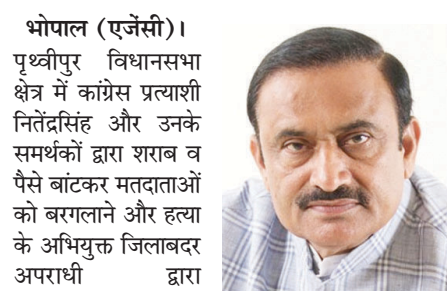 भोपाल (एजेंसी)।
पृथ्वीपुर विधानसभा
क्षेत्र में कांग्रेस प्रत्याशी
नितेंद्रसिंह और उनके
समर्थकों द्वारा शराब व
पैसे बांटकर मतदाताओं
को बरगलाने और हत्या
के अभियुक्त जिलाबदर
अपराधी द्वारा